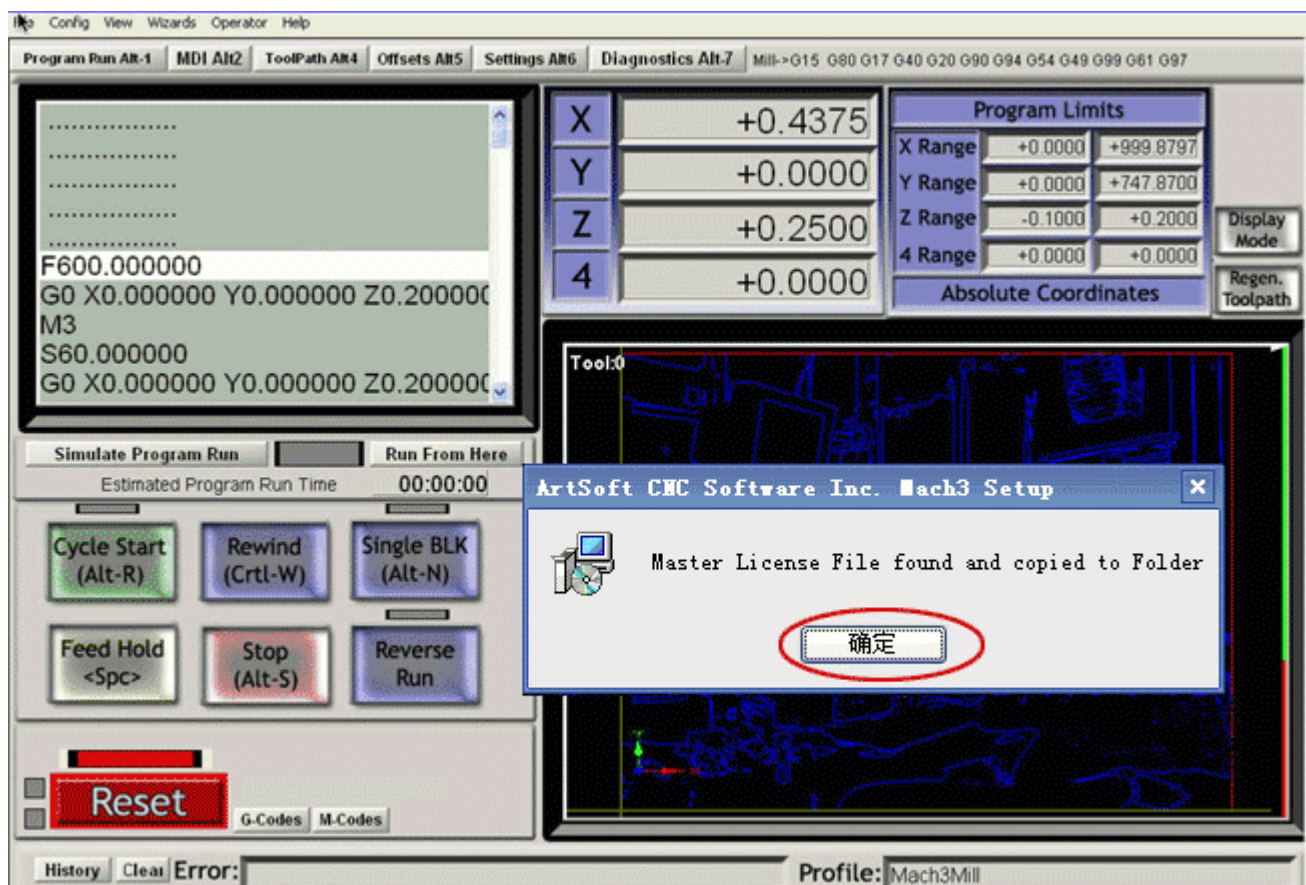 Config View Wizards Operator Help
Program Run Alt-1 MDI Alt2 ToolPath Alt4 Offsets Alt5 Settings Alt6 Diagnostics Alt-7 Mill->G15 G80 G17 G40 G20 G90 G94 G54 G49 G99 G61 G97
................
................
................
................
................
F600.000000
G0 X0.000000 Y0.000000 Z0.200000
M3
S60.000000
G0 X0.000000 Y0.000000 Z0.200000
X +0.4375
Y +0.0000
Z +0.2500
4 +0.0000
Program Limits
X Range +0.0000 +999.8797
Y Range +0.0000 +747.8700
Z Range -0.1000 +0.2000
4 Range +0.0000 +0.0000
Absolute Coordinates
Display
Mode
Regen.
Toolpath
Tool:0
Simulate Program Run Run From Here
Estimated Program Run Time 00:00:00
Cycle Start
(Alt-R)
Rewind
(Crtl-W)
Single BLK
(Alt-N)
Feed Hold
<Spc>
Stop
(Alt-S)
Reverse
Run
ArtSoft CNC Software Inc. Mach3 Setup
Master License File found and copied to Folder
确定
Reset
G-Codes M-Codes
History Clear Error:
Profile: Mach3Mill